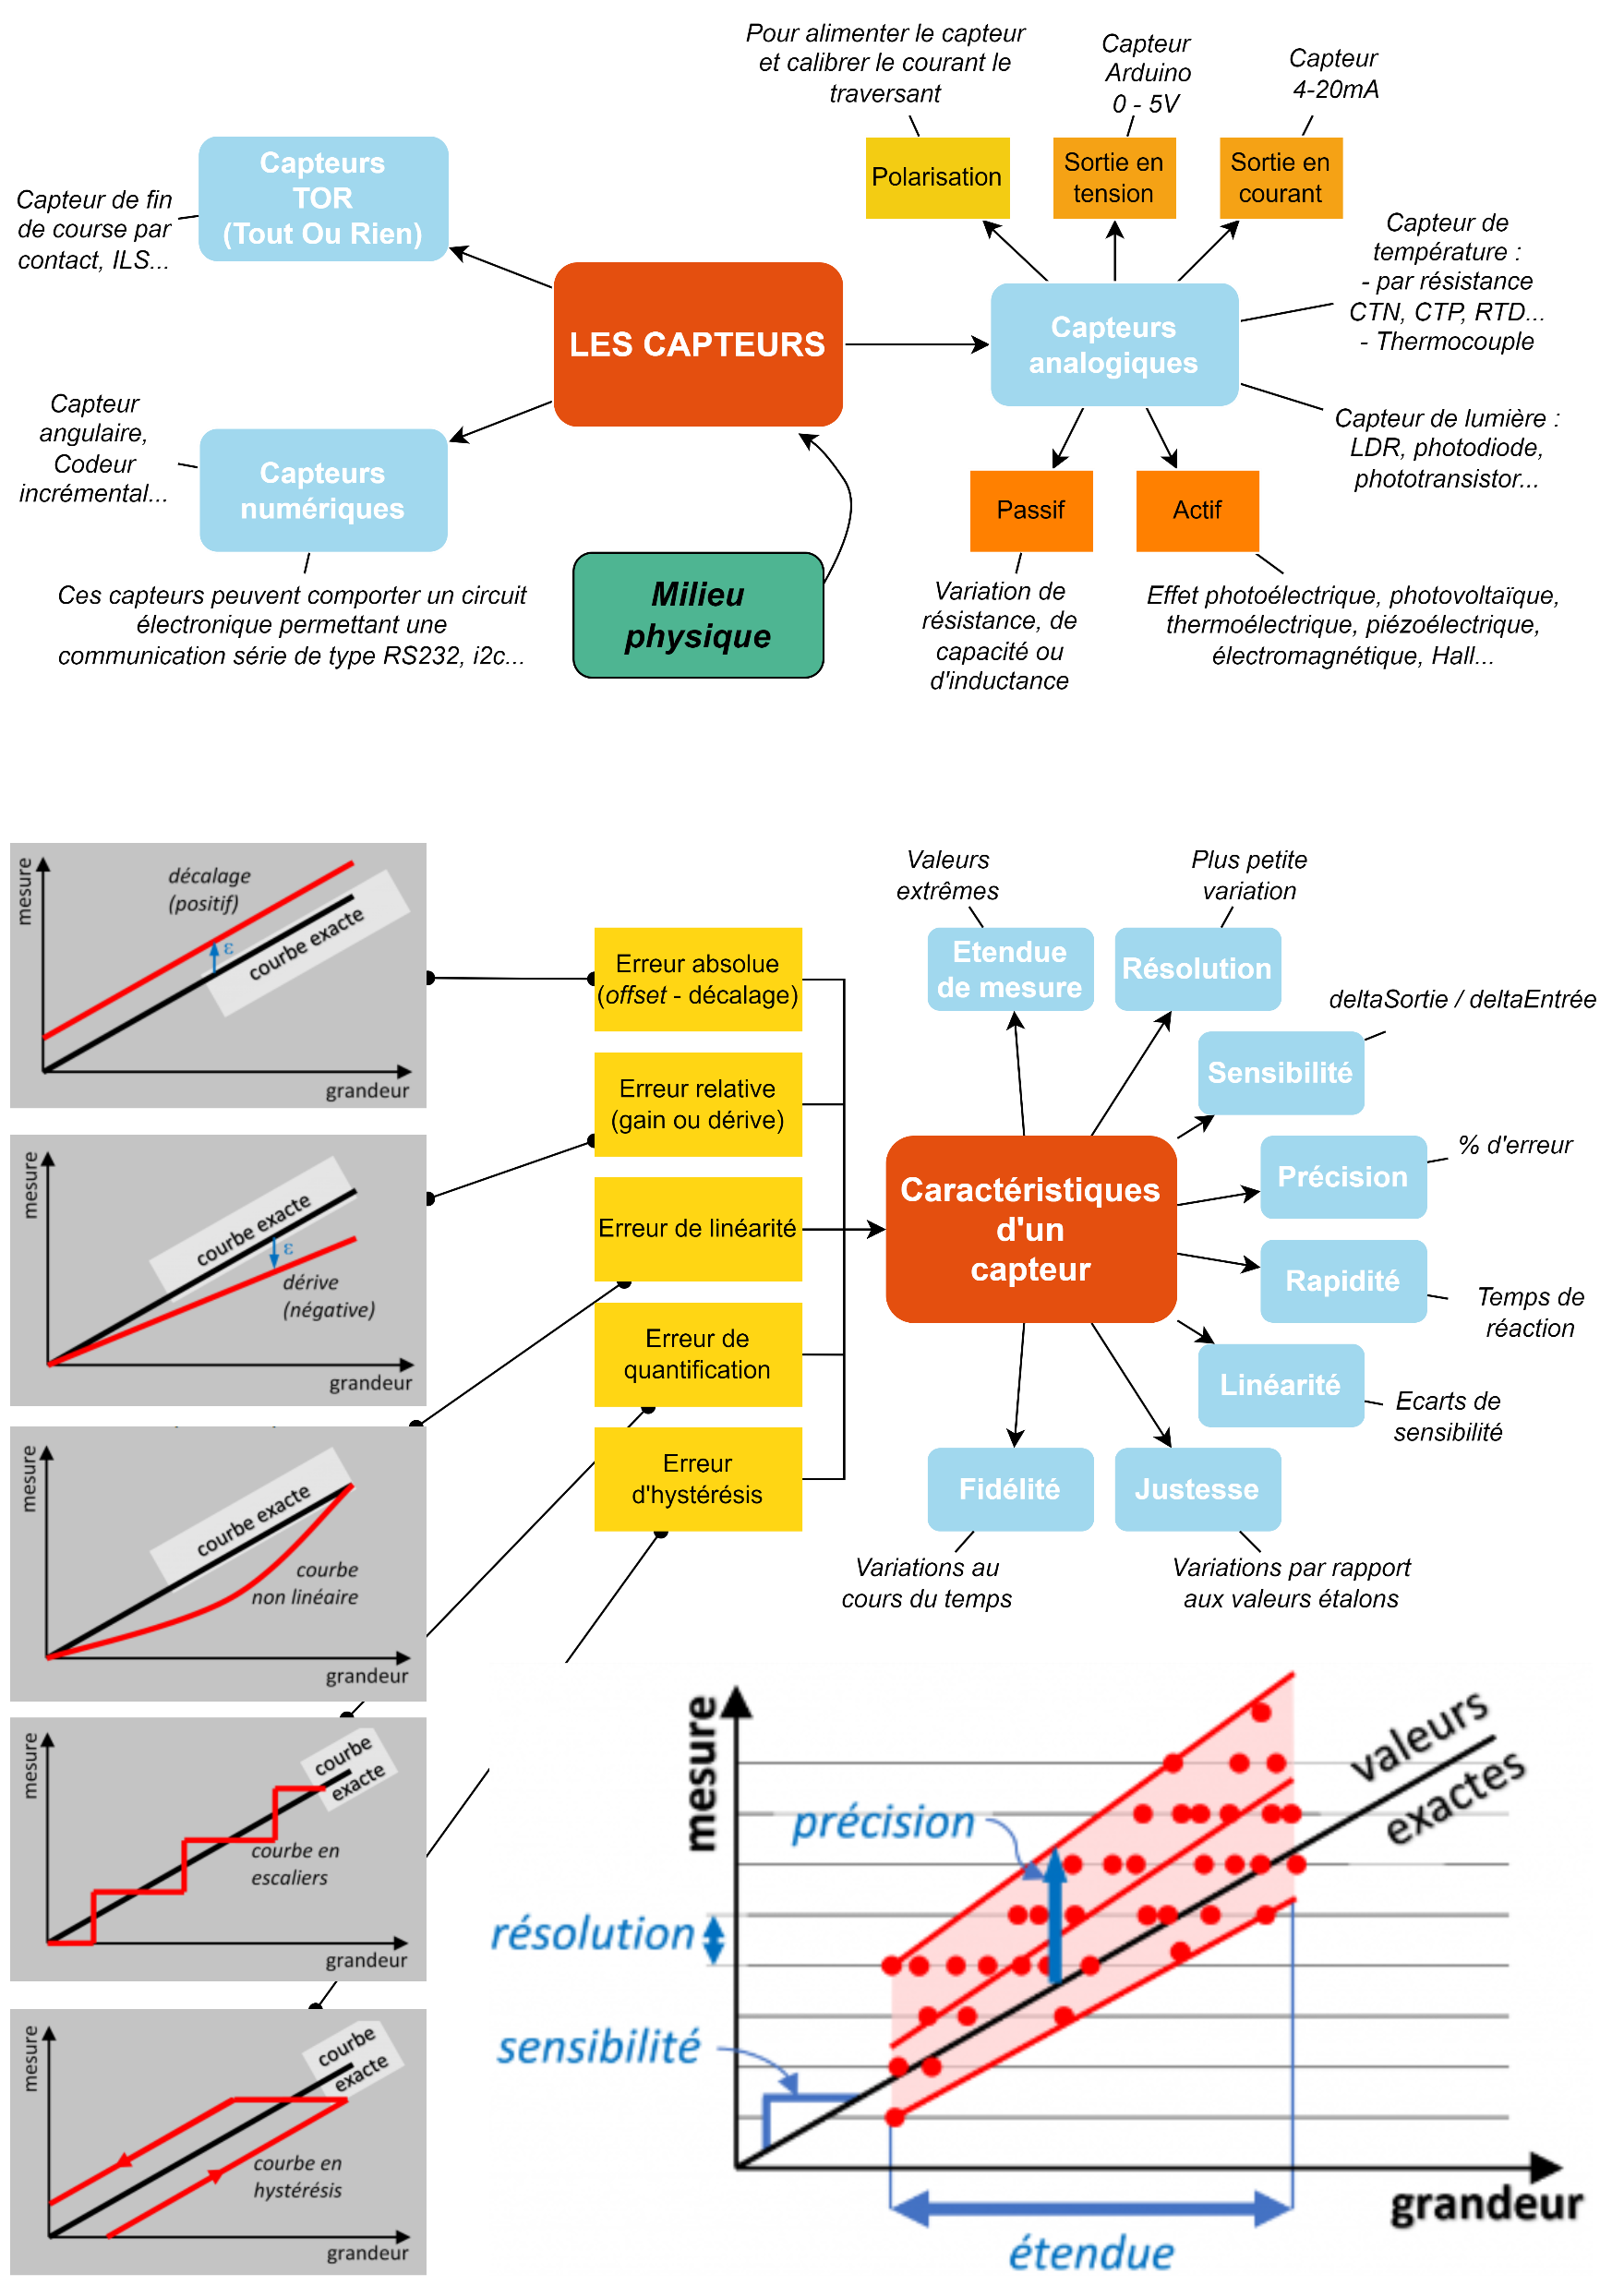 Pour alimenter le capteur
et calibrer le courant le
traversant
Capteur
Arduino
0 - 5V
Capteur
4-20mA
Polarisation
Sortie en
tension
Sortie en
courant
Capteurs
TOR
(Tout Ou Rien)
Capteur de fin
de course par
contact, ILS...
LES CAPTEURS
Capteurs
analogiques
Capteur de
température :
- par résistance
CTN, CTP, RTD...
- Thermocouple
Capteur de lumière :
LDR, photodiode,
phototransistor...
Capteur
angulaire,
Codeur
incrémental...
Capteurs
numériques
Passif
Actif
Ces capteurs peuvent comporter un circuit
électronique permettant une
communication série de type RS232, i2c...
Milieu
physique
Variation de
résistance, de
capacité ou
d'inductance
Effet photoélectrique, photovoltaïque,
thermoélectrique, piézoélectrique,
électromagnétique, Hall...
mesure
décalage
(positif)
ε
courbe exacte
grandeur
mesure
courbe exacte
ε
dérive
(négative)
grandeur
mesure
courbe exacte
courbe
non linéaire
grandeur
mesure
courbe
exacte
courbe en
escaliers
grandeur
mesure
courbe
exacte
courbe en
hystérésis
grandeur
Erreur absolue
(offset - décalage)
Erreur relative
(gain ou dérive)
Erreur de linéarité
Erreur de
quantification
Erreur
d'hystérésis
Valeurs
extrêmes
Plus petite
variation
Etendue
de mesure
Résolution
deltaSortie / deltaEntrée
Sensibilité
% d'erreur
Précision
Caractéristiques
d'un
capteur
Rapidité
Temps de
réaction
Linéarité
Ecarts de
sensibilité
Fidélité
Justesse
Variations au
cours du temps
Variations par rapport
aux valeurs étalons
mesure
valeurs
exactes
précision
résolution
sensibilité
grandeur
étendue